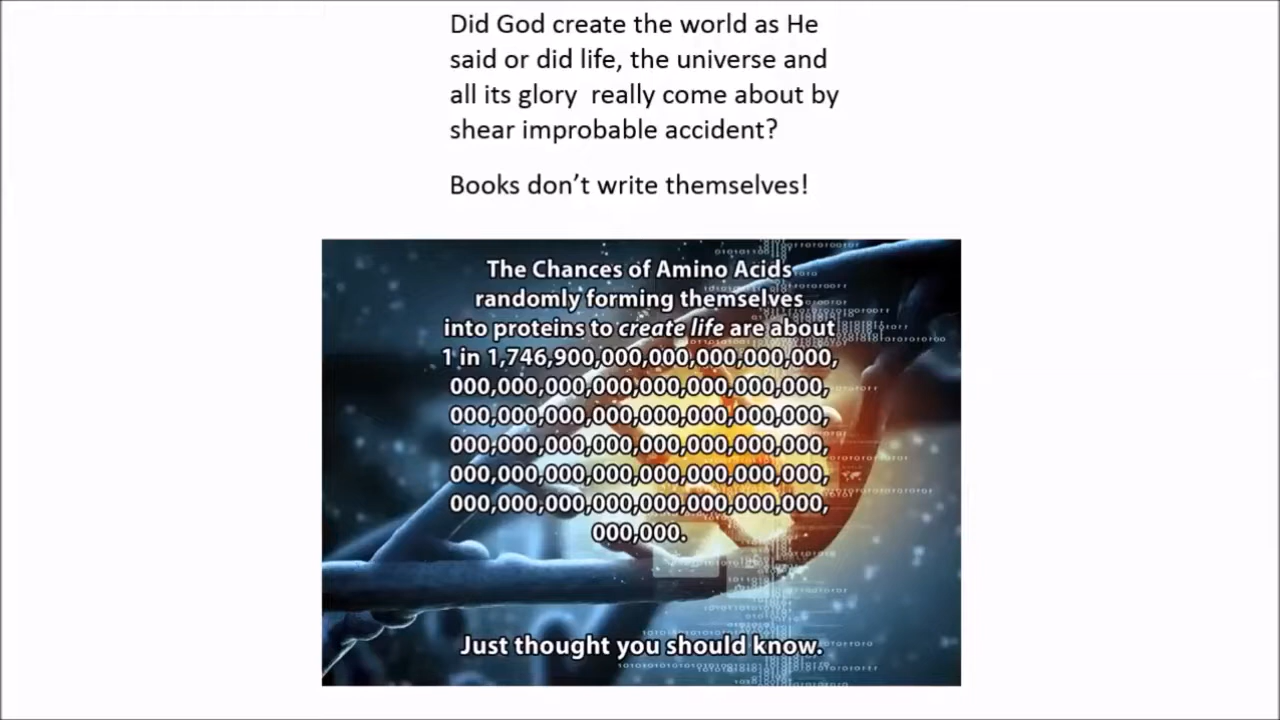 Did God create the world as He
said or did life, the universe and
all its glory  really come about by
shear improbable accident?
Books don't write themselves!
The Chances of Amino Acids
randomly forming themselves
into proteins to create life are about
1 in 1,746,900,000,000,000,000,000,
000,000,000,000,000,000,000,000,
000,000,000,000,000,000,000,000,
000,000,000,000,000,000,000,000,
000,000,000,000,000,000,000,000,
000,000,000,000,000,000,000,000,
000,000.
Just thought you should know.